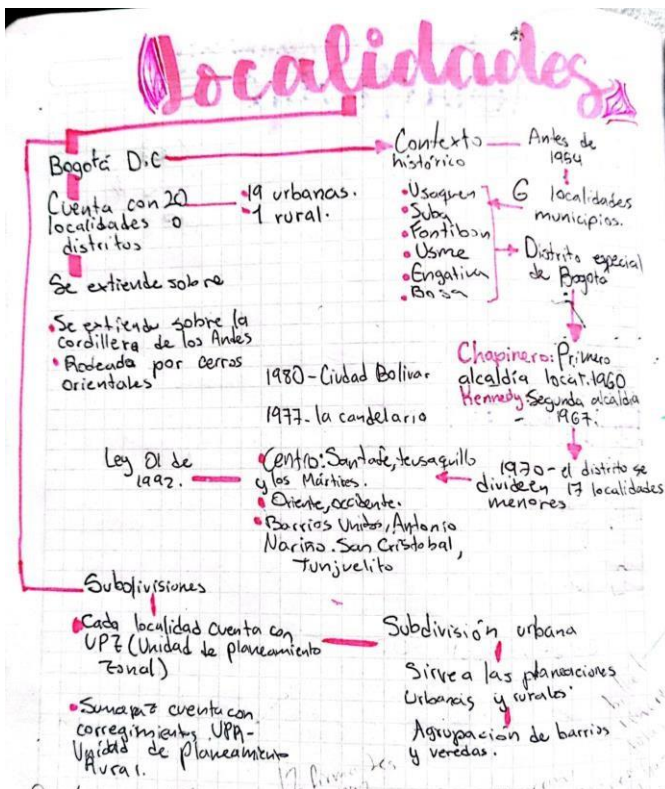 Localidades
Bogotá D.C
Cuenta con 20
localidades o
distritos
• 19 urbanas.
• 1 rural.
Se extiende sobre
• Se extiende sobre la
cordillera de los Andes
• Rodeada por cerros
orientales
Contexto
histórico
Antes de
1954
6 localidades
municipios.
• Usaquen
• Suba
• Fontibon
• Usme
• Engativa
• Bosa
Distrito especial
de Bogotá
Chapinero: Primero
alcaldía local. 1960
Kennedy Segunda alcaldía
1967.
1970 - el distrito se
divide en 17 localidades
menores
1980 - Ciudad Bolivar
1977 - la candelario
• Centro: Santafe, teusaquillo
y los Mártires.
• Oriente, occidente.
• Barrios Unidos, Antonio
Nariño. San Cristobal,
Tunjuelito
Ley 01 de
1992.
Subdivisiones
• Cada localidad cuenta con
UPZ (Unidad de planeamiento
Zonal)
• Sumapaz cuenta con
corregimientos UPR-
Unidad de Planeamiento
Rural.
Subdivisión urbana
Sirve a las planeaciones
Urbanas y rurales.
Agrupación de barrios
y veredas.